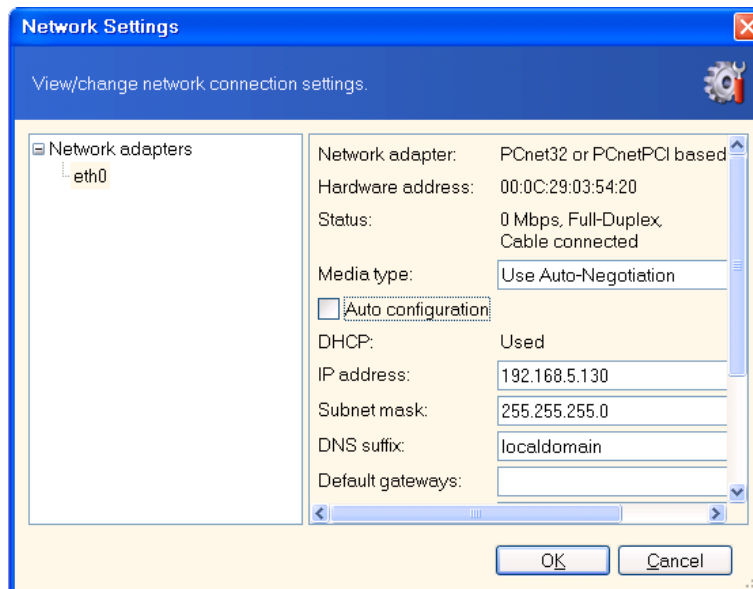 Network Settings
View/change network connection settings.
Network adapters
eth0
Network adapter: PCnet32 or PCnetPCI based
Hardware address: 00:0C:29:03:54:20
Status: 0 Mbps, Full-Duplex,
Cable connected
Media type: Use Auto-Negotiation
Auto configuration
DHCP: Used
IP address: 192.168.5.130
Subnet mask: 255.255.255.0
DNS suffix: localdomain
Default gateways:
OK Cancel